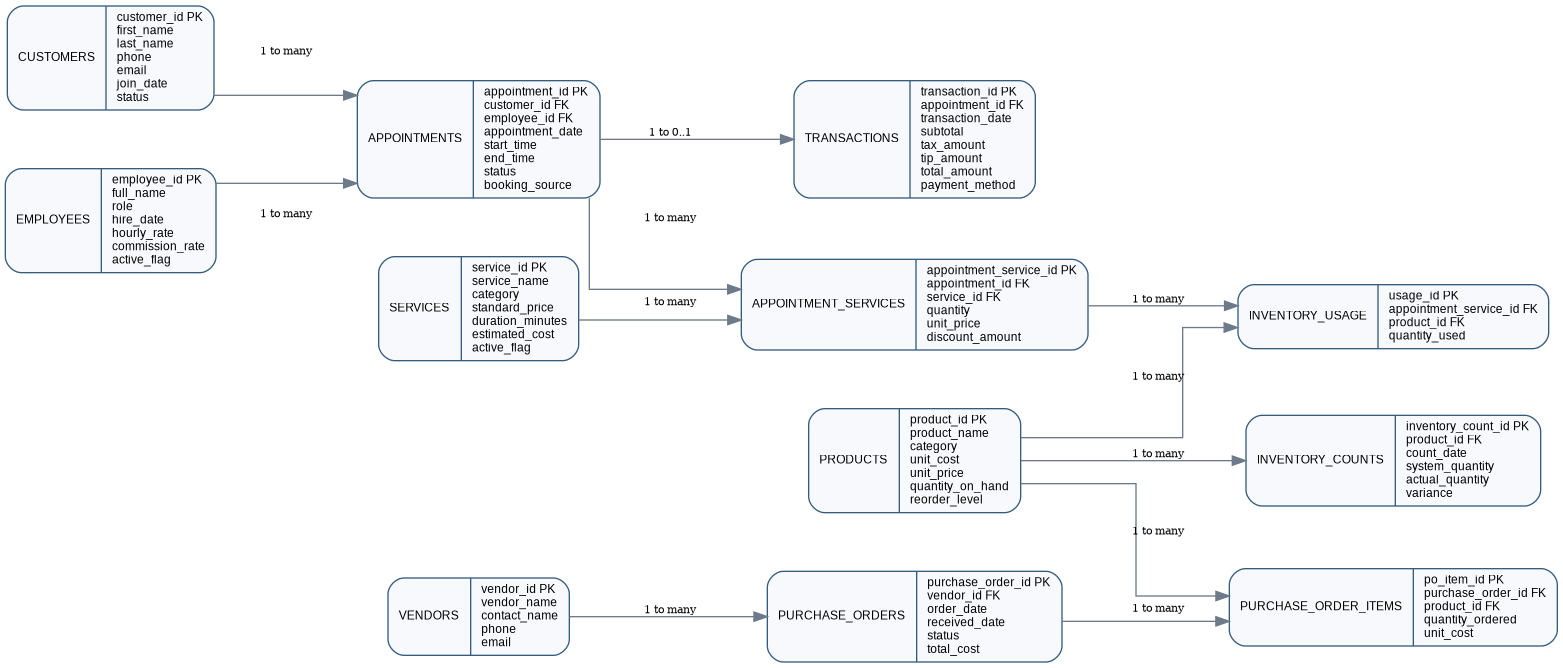 CUSTOMERS
customer_id PK
first_name
last_name
phone
email
join_date
status
1 to many
EMPLOYEES
employee_id PK
full_name
role
hire_date
hourly_rate
commission_rate
active_flag
1 to many
APPOINTMENTS
appointment_id PK
customer_id FK
employee_id FK
appointment_date
start_time
end_time
status
booking_source
1 to 0..1
TRANSACTIONS
transaction_id PK
appointment_id FK
transaction_date
subtotal
tax_amount
tip_amount
total_amount
payment_method
1 to many
SERVICES
service_id PK
service_name
category
standard_price
duration_minutes
estimated_cost
active_flag
1 to many
APPOINTMENT_SERVICES
appointment_service_id PK
appointment_id FK
service_id FK
quantity
unit_price
discount_amount
1 to many
INVENTORY_USAGE
usage_id PK
appointment_service_id FK
product_id FK
quantity_used
1 to many
PRODUCTS
product_id PK
product_name
category
unit_cost
unit_price
quantity_on_hand
reorder_level
1 to many
INVENTORY_COUNTS
inventory_count_id PK
product_id FK
count_date
system_quantity
actual_quantity
variance
1 to many
VENDORS
vendor_id PK
vendor_name
contact_name
phone
email
1 to many
PURCHASE_ORDERS
purchase_order_id PK
vendor_id FK
order_date
received_date
status
total_cost
1 to many
PURCHASE_ORDER_ITEMS
po_item_id PK
purchase_order_id FK
product_id FK
quantity_ordered
unit_cost